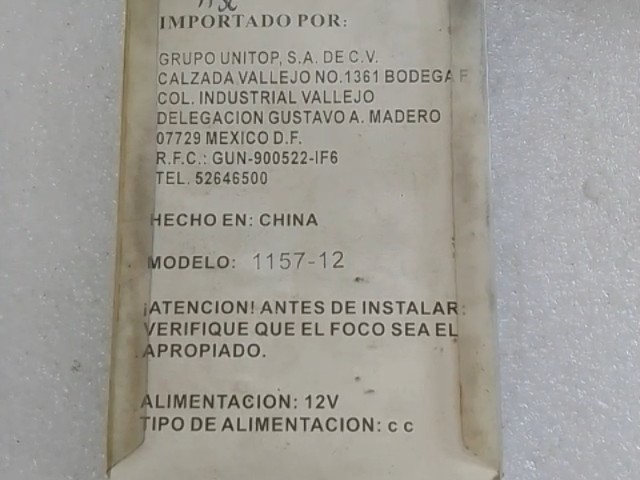 IMPORTADO POR:
GRUPO UNITOP, S.A. DE C.V.
CALZADA VALLEJO NO.1361 BODEGA F
COL. INDUSTRIAL VALLEJO
DELEGACION GUSTAVO A. MADERO
07729 MEXICO D.F.
R.F.C.: GUN-900522-IF6
TEL. 52646500
HECHO EN: CHINA
MODELO: 1157-12
¡ATENCION! ANTES DE INSTALAR:
VERIFIQUE QUE EL FOCO SEA EL
APROPIADO.
ALIMENTACION: 12V
TIPO DE ALIMENTACION: c c